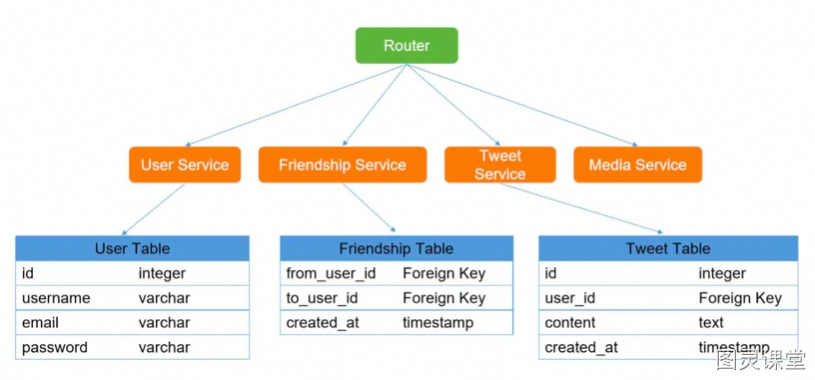 Router
User Service
Friendship Service
Tweet
Service
Media Service
User Table
id integer
username varchar
email varchar
password varchar
Friendship Table
from_user_id Foreign Key
to_user_id Foreign Key
created_at timestamp
Tweet Table
id integer
user_id Foreign Key
content text
created_at timestamp
图灵课堂